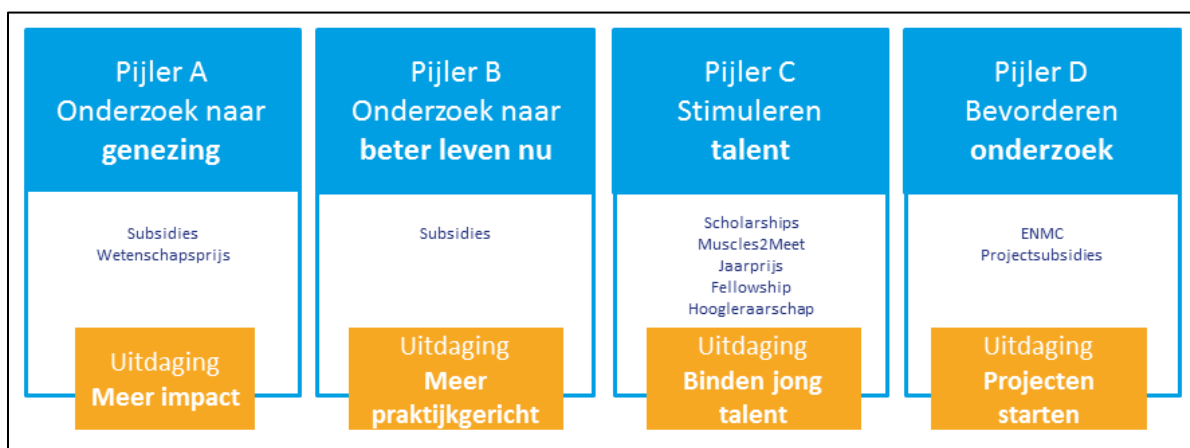 Pijler A
Onderzoek naar
genezing
Subsidies
Wetenschapsprijs
Uitdaging
Meer impact
Pijler B
Onderzoek naar
beter leven nu
Subsidies
Uitdaging
Meer
praktijkgericht
Pijler C
Stimuleren
talent
Scholarships
Muscles2Meet
Jaarprijs
Fellowship
Hoogleraarschap
Uitdaging
Binden jong
talent
Pijler D
Bevorderen
onderzoek
ENMC
Projectsubsidies
Uitdaging
Projecten
starten